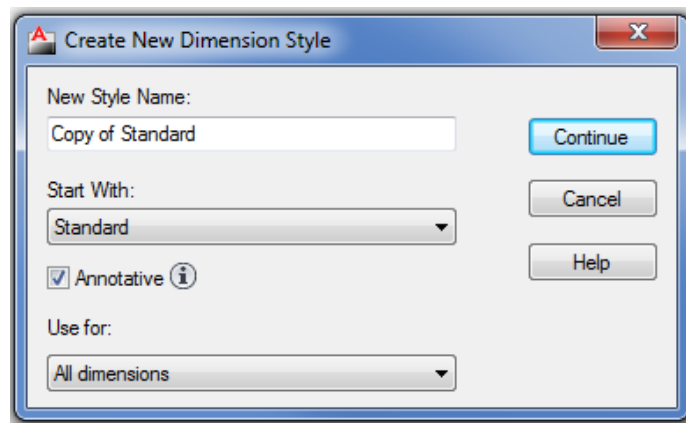 Create New Dimension Style
New Style Name:
Copy of Standard
Continue
Start With:
Cancel
Standard
Help
Annotative
Use for:
All dimensions